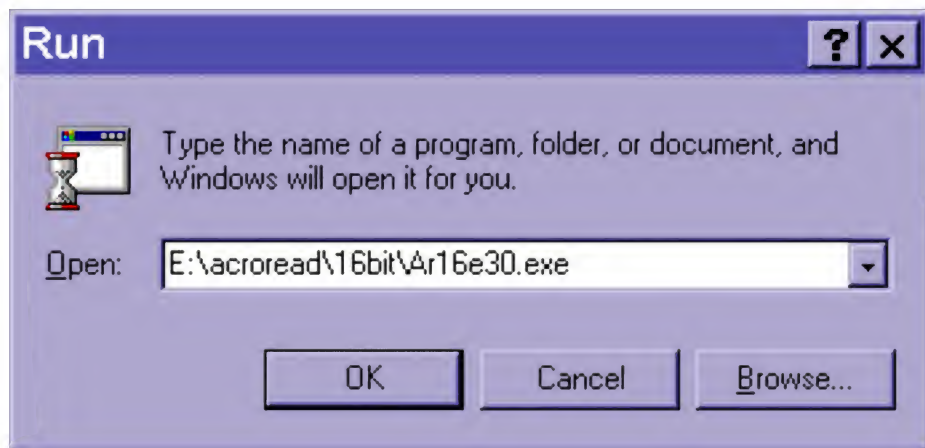 Run
Type the name of a program, folder, or document, and
Windows will open it for you.
Open: E:\acroread\16bit\Ar16e30.exe
OK Cancel Browse...